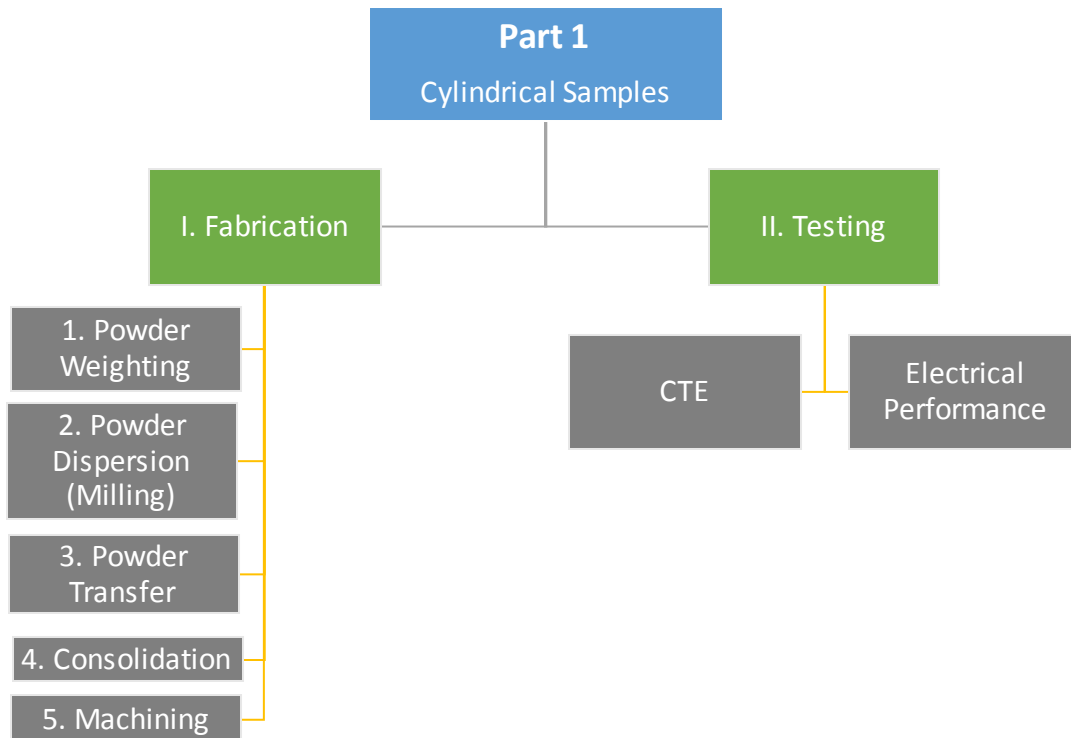 Part 1
Cylindrical Samples
I. Fabrication
II. Testing
1. Powder
Weighting
2. Powder
Dispersion
(Milling)
3. Powder
Transfer
4. Consolidation
5. Machining
CTE
Electrical
Performance